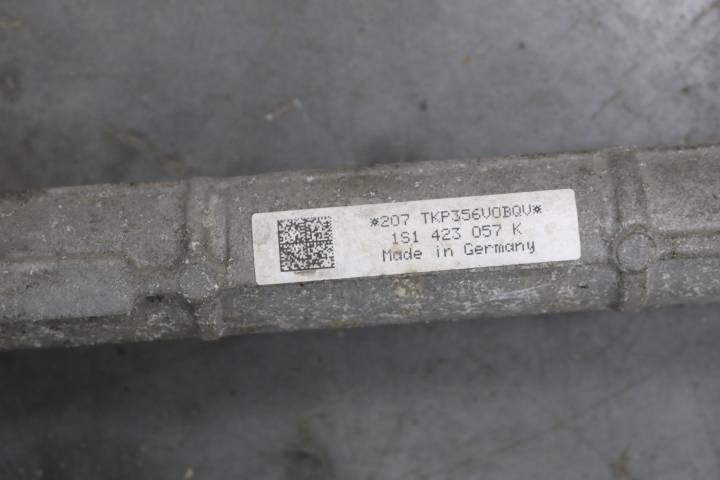 *207 TKP356V0BQV*
1S1 423 057 K
Made in Germany